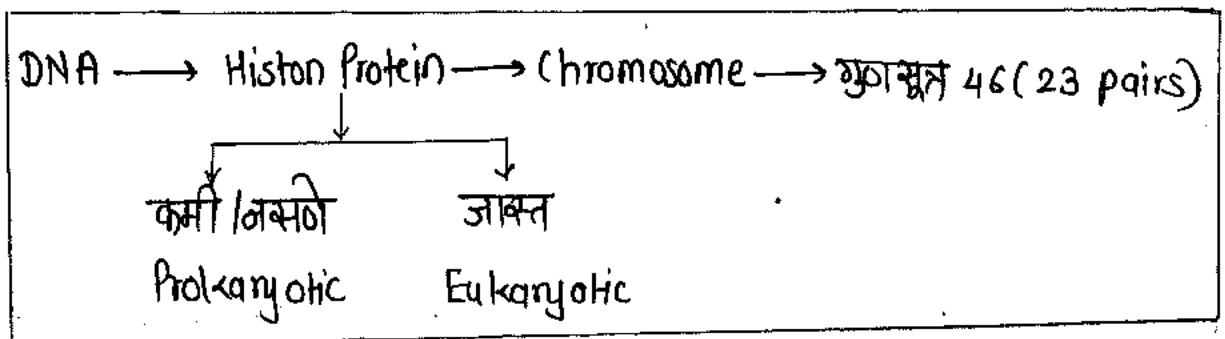 DNA → Histon Protein → Chromosome → गुणसूत्र 46 (23 pairs)
कमी / नसणे जास्त
Prokaryotic Eukaryotic